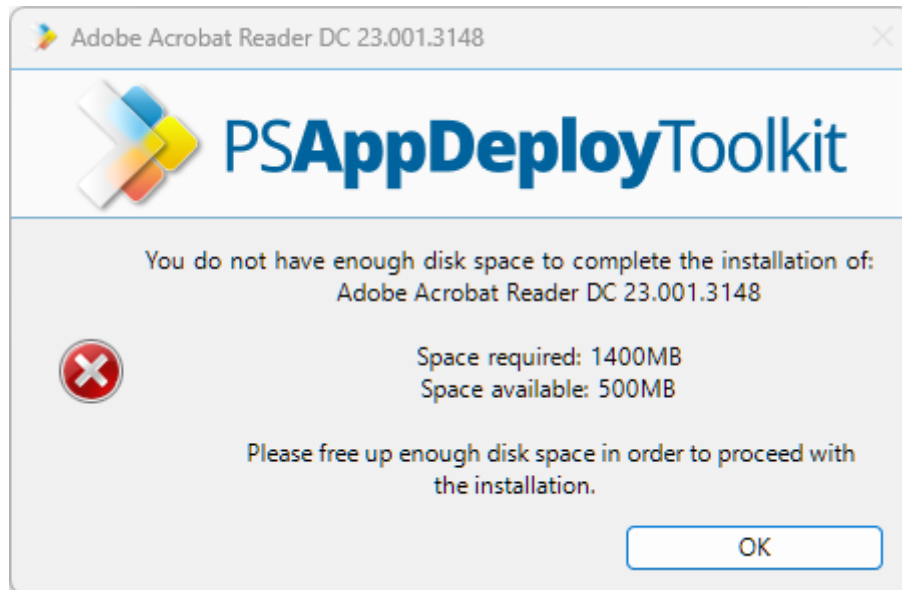 Adobe Acrobat Reader DC 23.001.3148
PSAppDeployToolkit
You do not have enough disk space to complete the installation of:
Adobe Acrobat Reader DC 23.001.3148
Space required: 1400MB
Space available: 500MB
Please free up enough disk space in order to proceed with
the installation.
OK